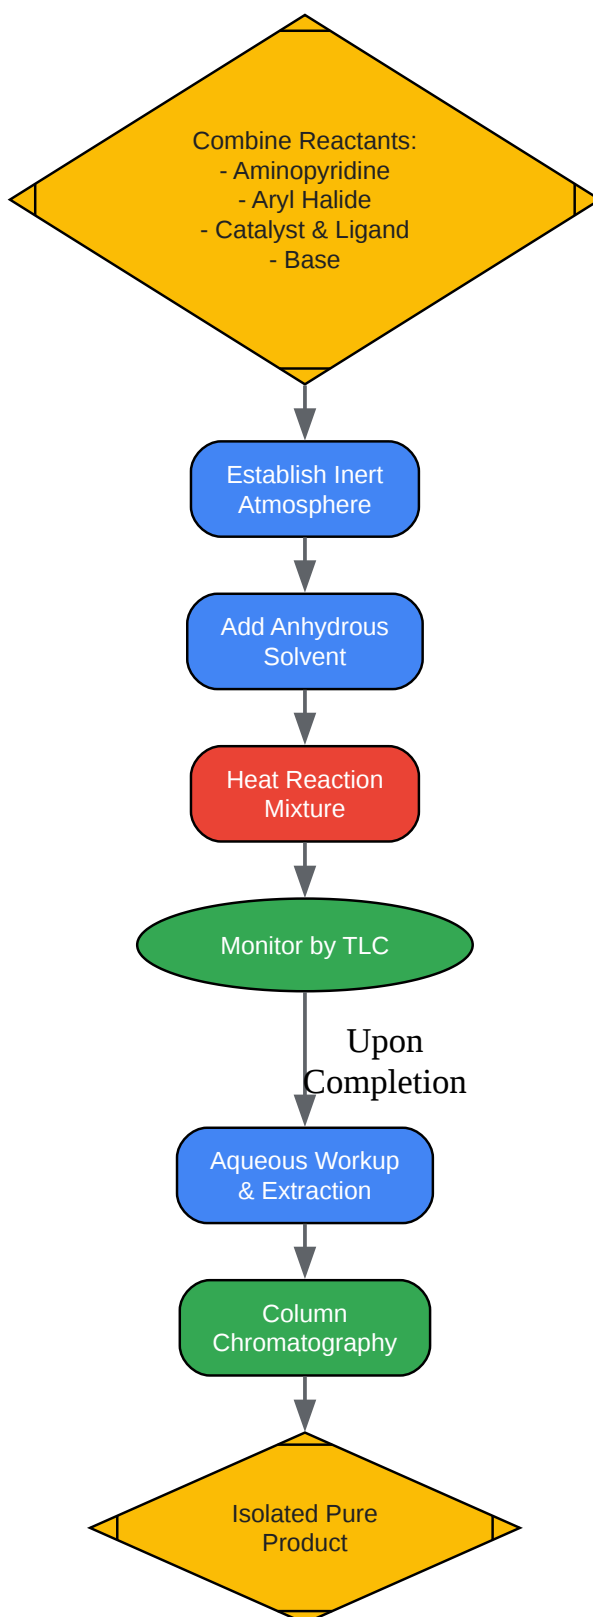 Combine Reactants:
- Aminopyridine
- Aryl Halide
- Catalyst & Ligand
- Base
Establish Inert
Atmosphere
Add Anhydrous
Solvent
Heat Reaction
Mixture
Monitor by TLC
Upon
Completion
Aqueous Workup
& Extraction
Column
Chromatography
Isolated Pure
Product